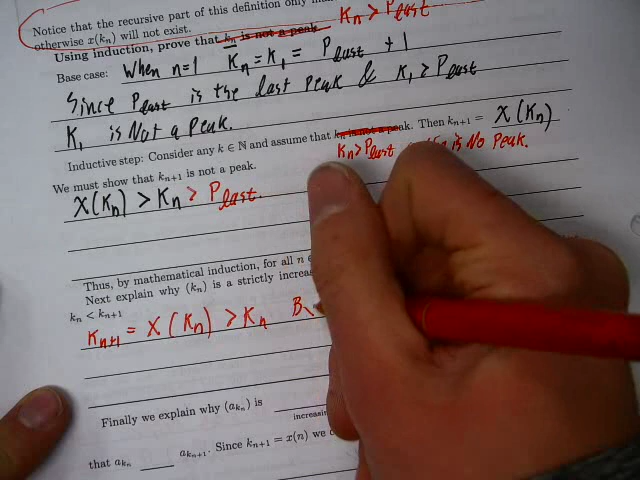 Notice that the recursive part of this definition only
Kn > Plast
otherwise x(kn) will not exist.
Using induction, prove that kn is not a peak.
Base case: When n=1 Kn = K1 = Plast + 1
Since Plast is the last peak & K1 > Plast
K1 is Not a Peak.
Inductive step: Consider any k ∈ ℕ and assume that kn is not a peak. Then kn+1 = X(Kn)
Kn > Plast is No Peak.
We must show that kn+1 is not a peak.
X(Kn) > Kn > Plast.
Thus, by mathematical induction, for all n
Next explain why (kn) is a strictly
kn < kn+1
Kn+1 = X(Kn) > Kn
Finally we explain why (akn) is
that akn ____ akn+1. Since kn+1 = x(n) we